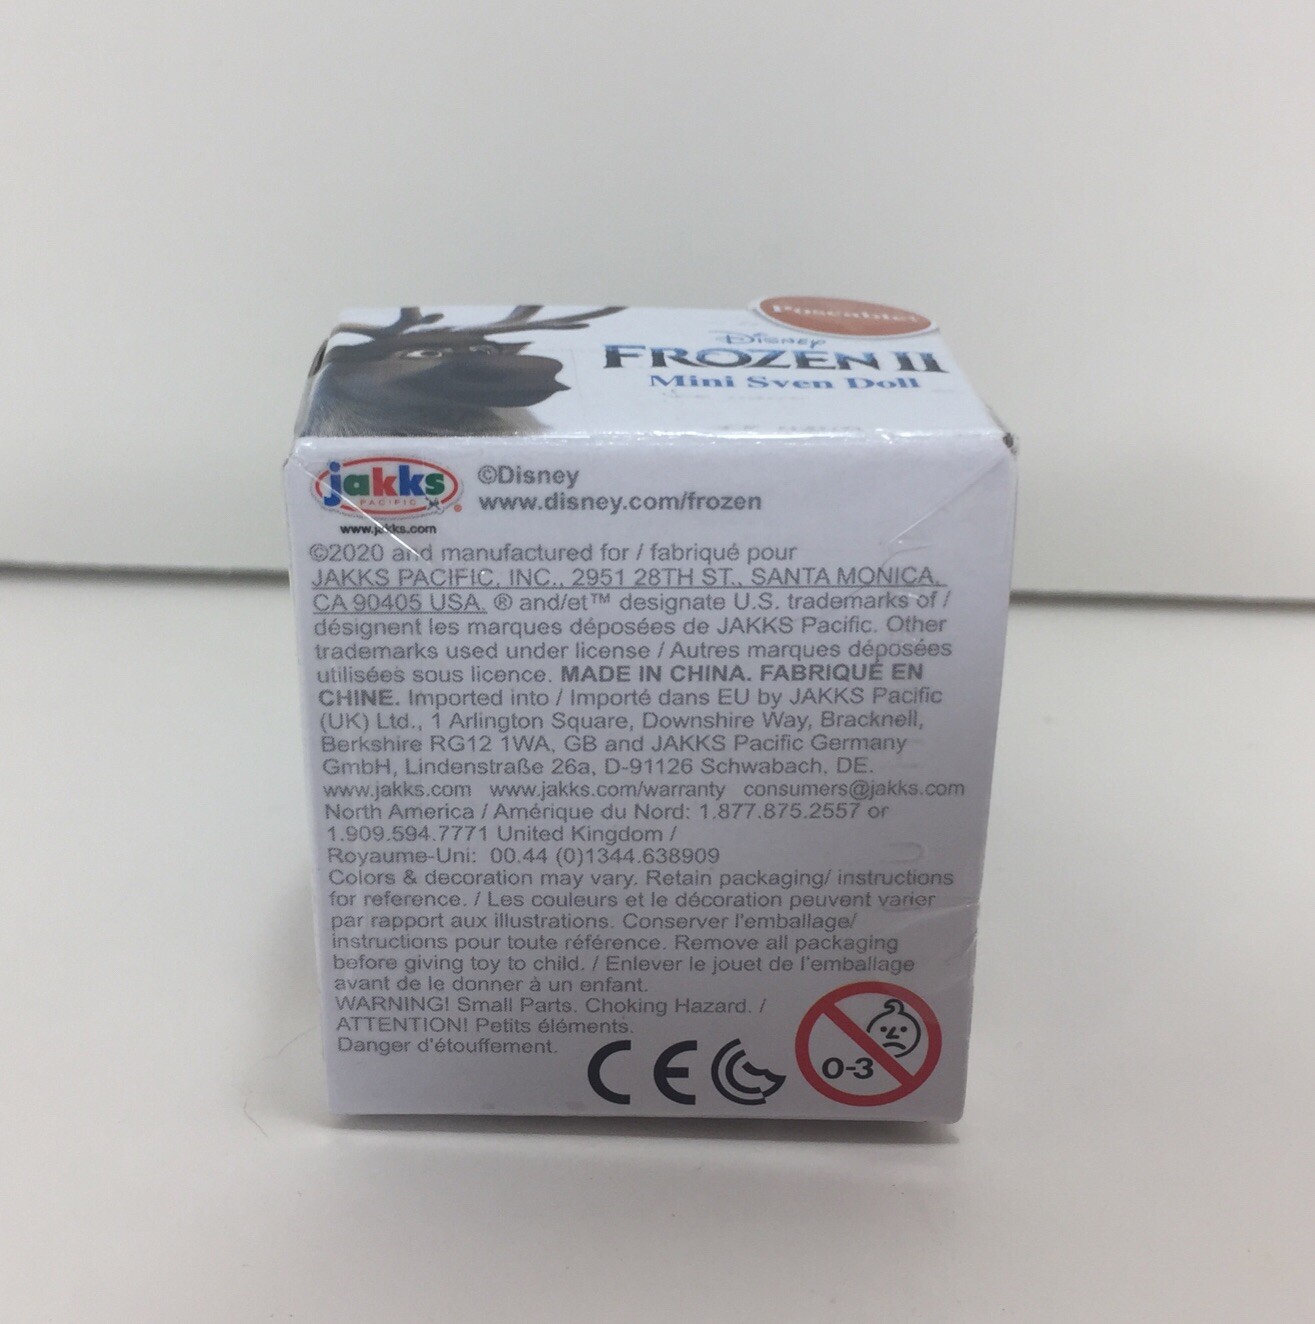 Poseable!
Disney
FROZEN II
Mini Sven Doll
jakks
PACIFIC
®
www.jakks.com
©Disney
www.disney.com/frozen
©2020 and manufactured for / fabriqué pour
JAKKS PACIFIC, INC., 2951 28TH ST., SANTA MONICA,
CA 90405 USA. ® and/et™ designate U.S. trademarks of /
désignent les marques déposées de JAKKS Pacific. Other
trademarks used under license / Autres marques déposées
utilisées sous licence. MADE IN CHINA. FABRIQUÉ EN
CHINE. Imported into / Importé dans EU by JAKKS Pacific
(UK) Ltd., 1 Arlington Square, Downshire Way, Bracknell,
Berkshire RG12 1WA, GB and JAKKS Pacific Germany
GmbH, Lindenstraße 26a, D-91126 Schwabach, DE.
www.jakks.com www.jakks.com/warranty consumers@jakks.com
North America / Amérique du Nord: 1.877.875.2557 or
1.909.594.7771 United Kingdom /
Royaume-Uni: 00.44 (0)1344.638909
Colors & decoration may vary. Retain packaging/ instructions
for reference. / Les couleurs et le décoration peuvent varier
par rapport aux illustrations. Conserver l'emballage/
instructions pour toute référence. Remove all packaging
before giving toy to child. / Enlever le jouet de l'emballage
avant de le donner à un enfant.
WARNING! Small Parts. Choking Hazard. /
ATTENTION! Petits éléments.
Danger d'étouffement.
CE
0-3